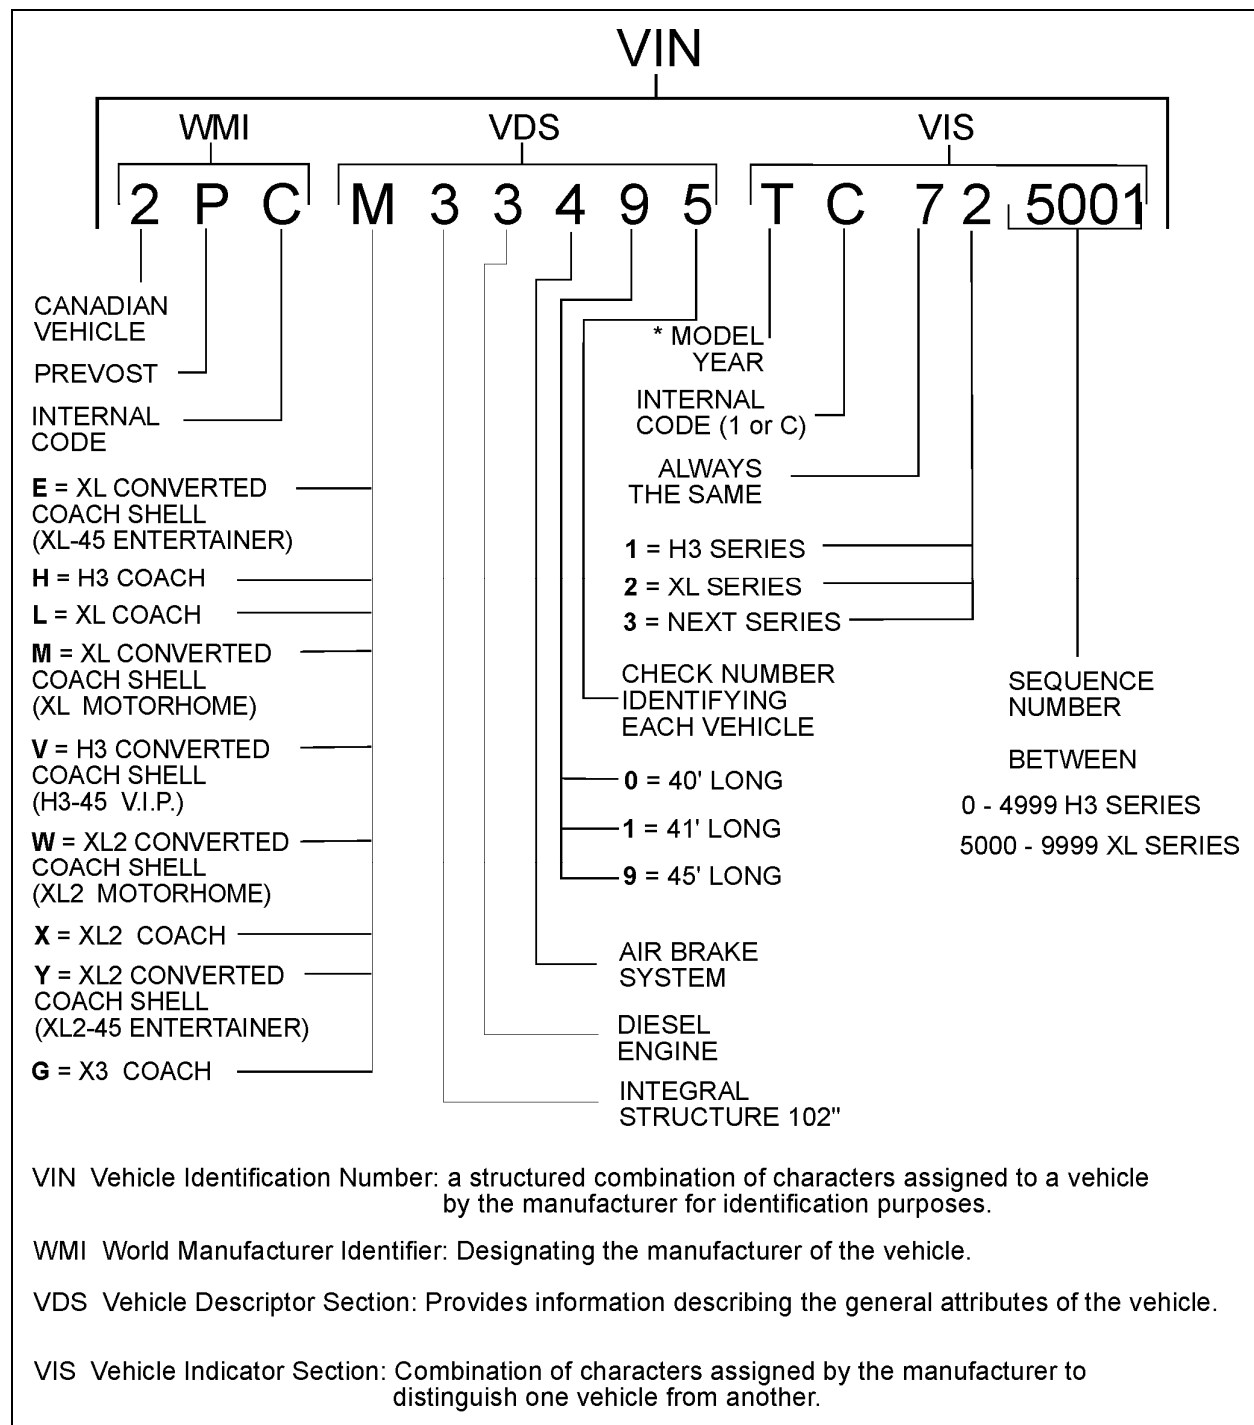 VIN
WMI
VDS
VIS
2 P C M 3 3 4 9 5 T C 7 2 5001
CANADIAN
VEHICLE
PREVOST
INTERNAL
CODE
E = XL CONVERTED
COACH SHELL
(XL-45 ENTERTAINER)
H = H3 COACH
L = XL COACH
M = XL CONVERTED
COACH SHELL
(XL MOTORHOME)
V = H3 CONVERTED
COACH SHELL
(H3-45 V.I.P.)
W = XL2 CONVERTED
COACH SHELL
(XL2 MOTORHOME)
X = XL2 COACH
Y = XL2 CONVERTED
COACH SHELL
(XL2-45 ENTERTAINER)
G = X3 COACH
* MODEL
YEAR
INTERNAL
CODE (1 or C)
ALWAYS
THE SAME
1 = H3 SERIES
2 = XL SERIES
3 = NEXT SERIES
CHECK NUMBER
IDENTIFYING
EACH VEHICLE
0 = 40' LONG
1 = 41' LONG
9 = 45' LONG
AIR BRAKE
SYSTEM
DIESEL
ENGINE
INTEGRAL
STRUCTURE 102"
SEQUENCE
NUMBER
BETWEEN
0 - 4999 H3 SERIES
5000 - 9999 XL SERIES
VIN Vehicle Identification Number: a structured combination of characters assigned to a vehicle
by the manufacturer for identification purposes.
WMI World Manufacturer Identifier: Designating the manufacturer of the vehicle.
VDS Vehicle Descriptor Section: Provides information describing the general attributes of the vehicle.
VIS Vehicle Indicator Section: Combination of characters assigned by the manufacturer to
distinguish one vehicle from another.